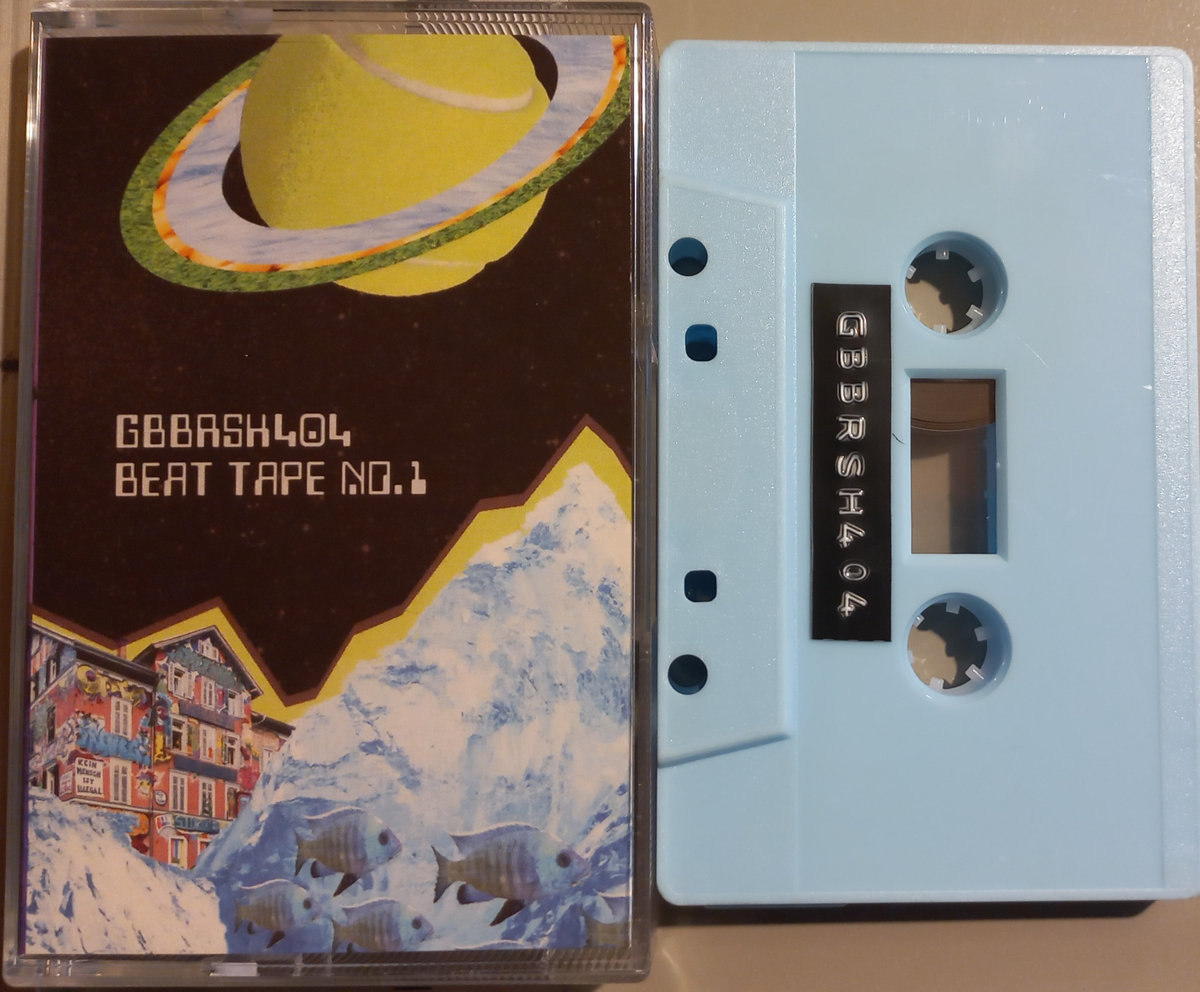 GBBRSH404
BEAT TAPE NO.1
KEIN
MENSCH
IST
ILLEGAL
GBBRSH404